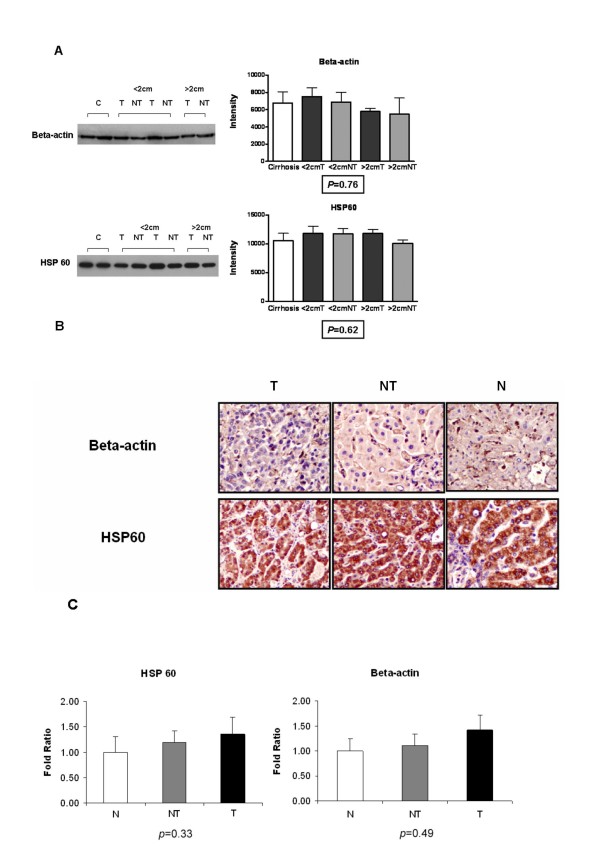 A
Beta-actin
<2cm >2cm
C T NT T NT T NT
Beta-actin
Intensity
10000
8000
6000
4000
2000
0
Cirrhosis <2cmT <2cmNT >2cmT >2cmNT
P=0.76
HSP60
<2cm >2cm
C T NT T NT T NT
HSP 60
Intensity
15000
10000
5000
0
Cirrhosis <2cmT <2cmNT >2cmT >2cmNT
P=0.62
B
T NT N
Beta-actin
HSP60
C
HSP 60
Fold Ratio
2.00
1.50
1.00
0.50
0.00
N NT T
p=0.33
Beta-actin
Fold Ratio
2.00
1.50
1.00
0.50
0.00
N NT T
p=0.49